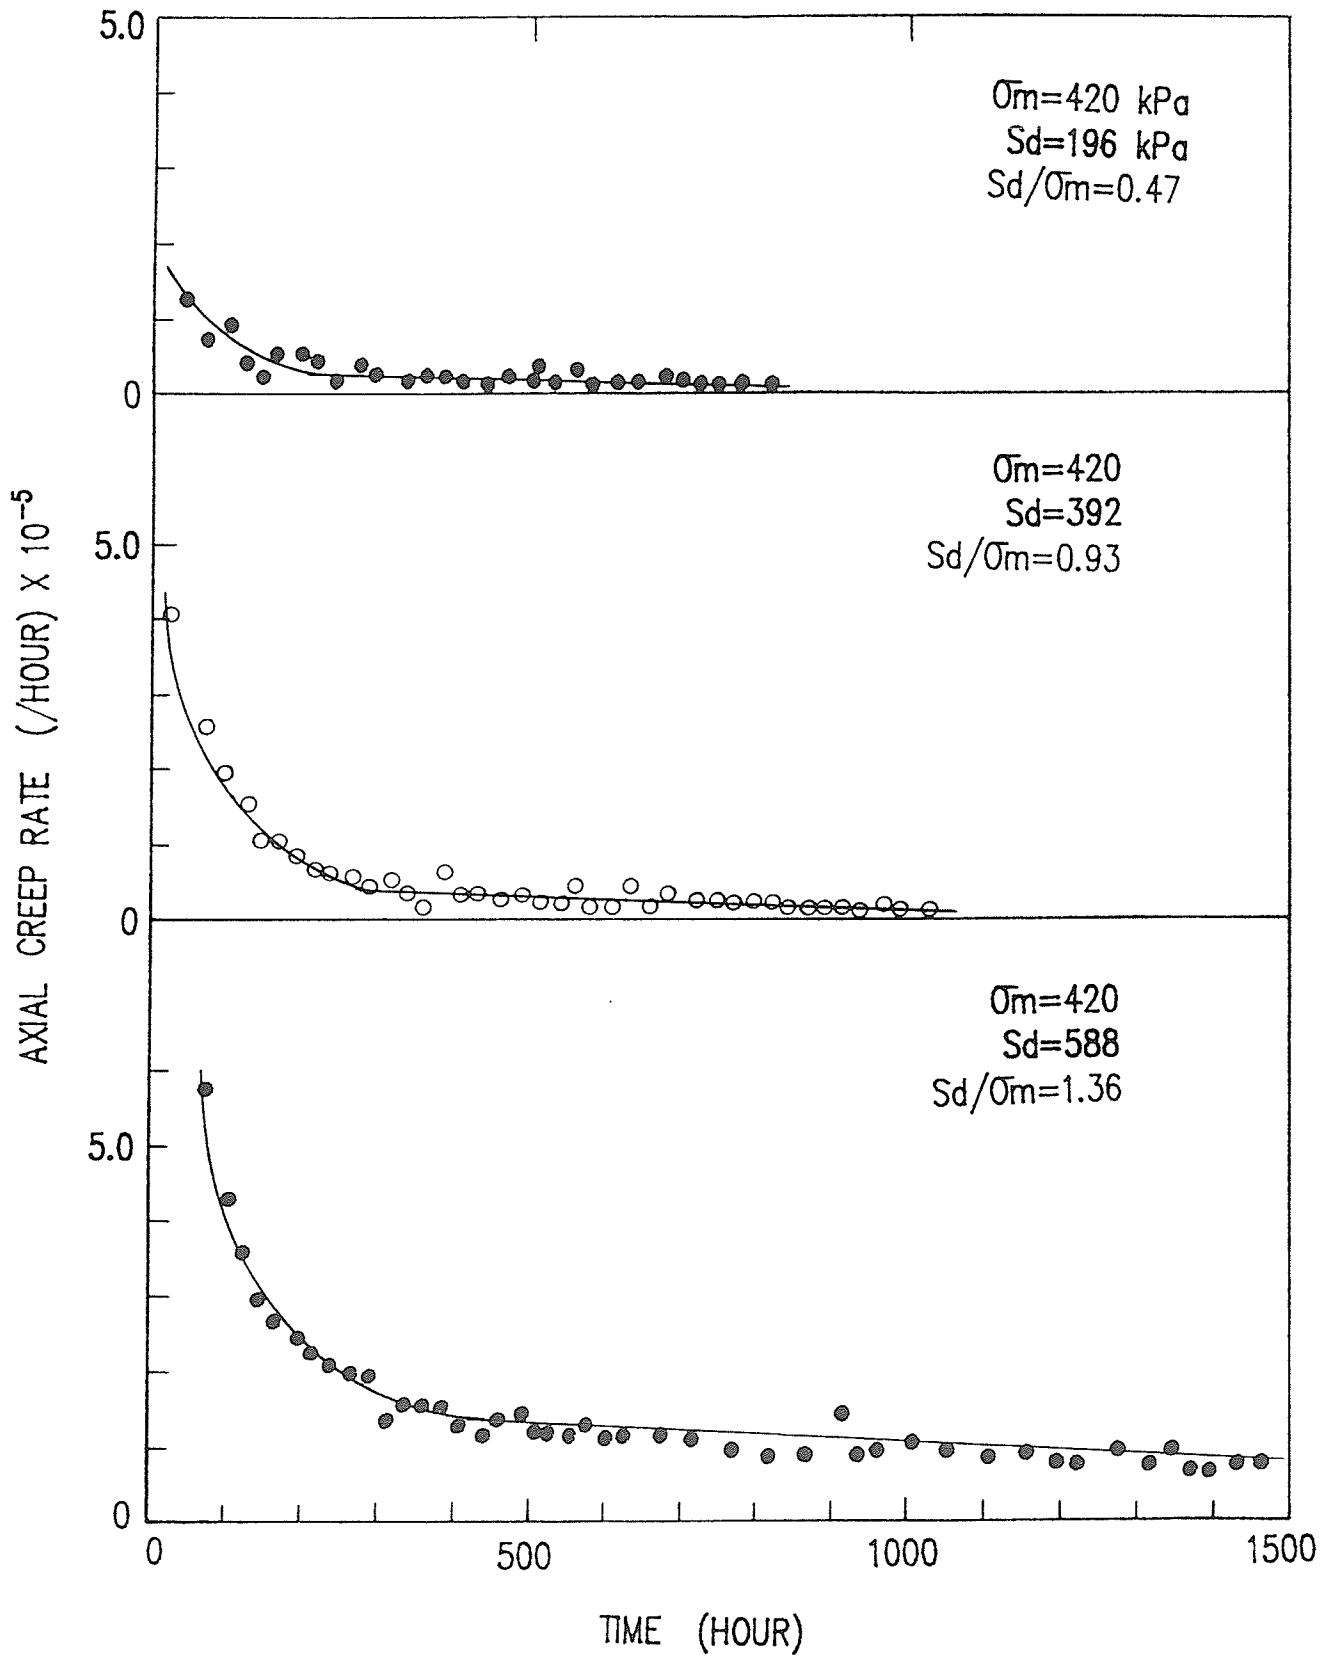 5.0
σm=420 kPa
Sd=196 kPa
Sd/σm=0.47
0
σm=420
Sd=392
5.0
Sd/σm=0.93
0
σm=420
Sd=588
Sd/σm=1.36
5.0
0
0 500 1000 1500
TIME (HOUR)
AXIAL CREEP RATE (/HOUR) X 10⁻⁵